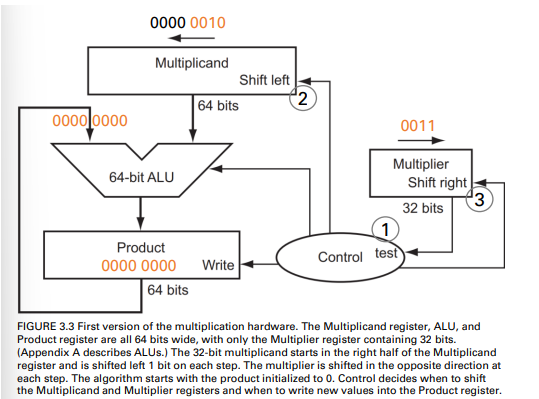 0000 0010
Multiplicand
Shift left
2
64 bits
0000 0000
0011
64-bit ALU
Multiplier
Shift right
3
32 bits
1
Control test
Product
0000 0000
Write
64 bits
FIGURE 3.3 First version of the multiplication hardware. The Multiplicand register, ALU, and
Product register are all 64 bits wide, with only the Multiplier register containing 32 bits.
(Appendix A describes ALUs.) The 32-bit multiplicand starts in the right half of the Multiplicand
register and is shifted left 1 bit on each step. The multiplier is shifted in the opposite direction at
each step. The algorithm starts with the product initialized to 0. Control decides when to shift
the Multiplicand and Multiplier registers and when to write new values into the Product register.